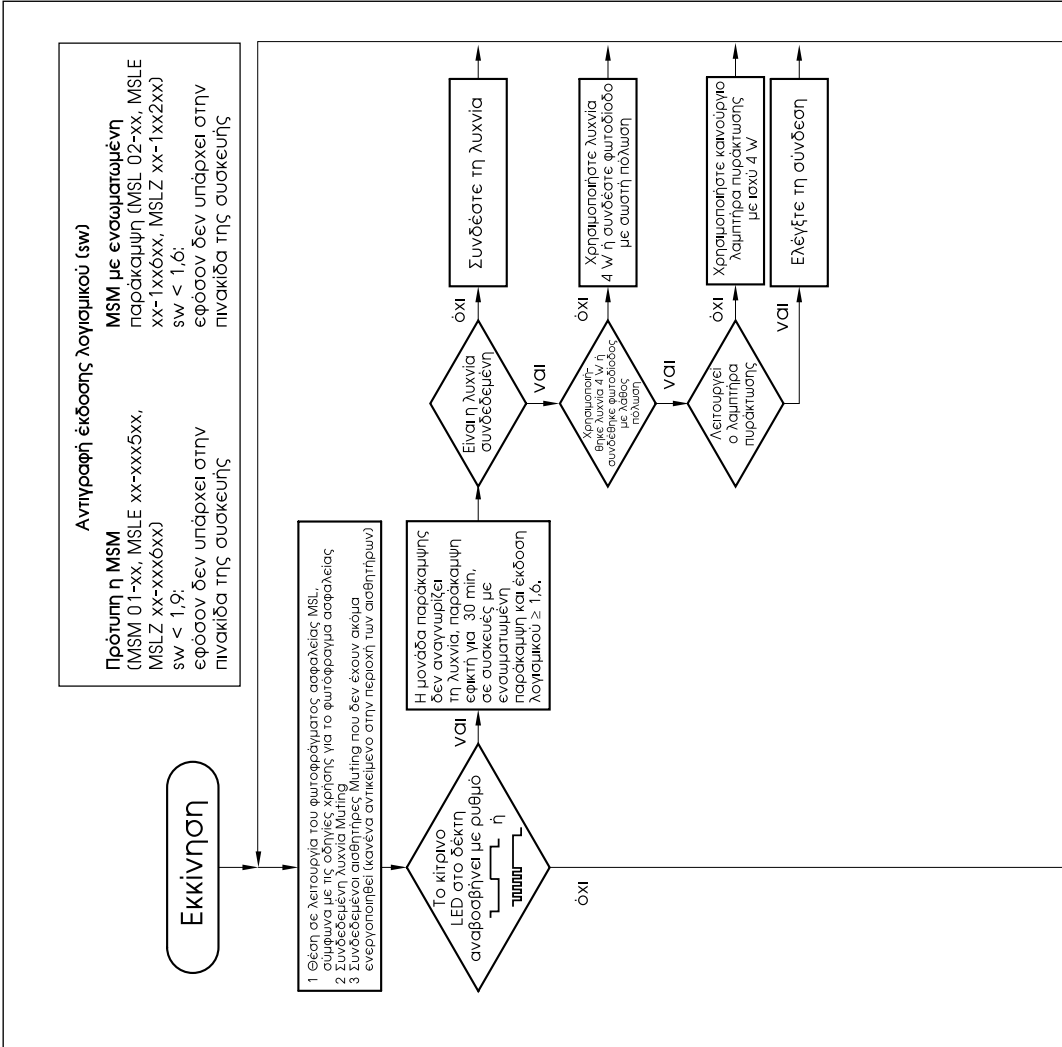 Αντιγραφή έκδοσης λογισμικού (sw)
Πρότυπη η MSM
(MSM 01-xx, MSLE xx-xxx5xx,
MSLZ xx-xxx6xx)
sw < 1,9:
εφόσον δεν υπάρχει στην
πινακίδα της συσκευής
MSM με ενσωματωμένη
παράκαμψη (MSL 02-xx, MSLE
xx-1xx6xx, MSLZ xx-1xx2xx)
sw < 1,6:
εφόσον δεν υπάρχει στην
πινακίδα της συσκευής
Εκκίνηση
1 Θέση σε λειτουργία του φωτοφράγματος ασφαλείας MSL,
σύμφωνα με τις οδηγίες χρήσης για το φωτόφραγμα ασφαλείας
2 Συνδεδεμένη λυχνία Muting
3 Συνδεδεμένοι αισθητήρες Muting που δεν έχουν ακόμα
ενεργοποιηθεί (κανένα αντικείμενο στην περιοχή των αισθητήρων)
Το κίτρινο
LED στο δέκτη
αναβοσβήνει με ρυθμό
ή
ναι
όχι
Η μονάδα παράκαμψης
δεν αναγνωρίζει
τη λυχνία, παράκαμψη
εφικτή για 30 min,
σε συσκευές με
ενσωματωμένη
παράκαμψη και έκδοση
λογισμικού ≥ 1,6.
Είναι η λυχνία
συνδεδεμένη
όχι
Συνδέστε τη λυχνία
ναι
Χρησιμοποιή-
θηκε λυχνία 4 W ή
συνδέθηκε φωτοδίοδος
με λάθος
πόλωση
όχι
Χρησιμοποιήστε λυχνία
4 W ή συνδέστε φωτοδίοδο
με σωστή πόλωση
ναι
Λειτουργεί
ο λαμπτήρα
πυράκτωσης
όχι
Χρησιμοποιήστε καινούργιο
λαμπτήρα πυράκτωσης
με ισχύ 4 W
ναι
Ελέγξτε τη σύνδεση